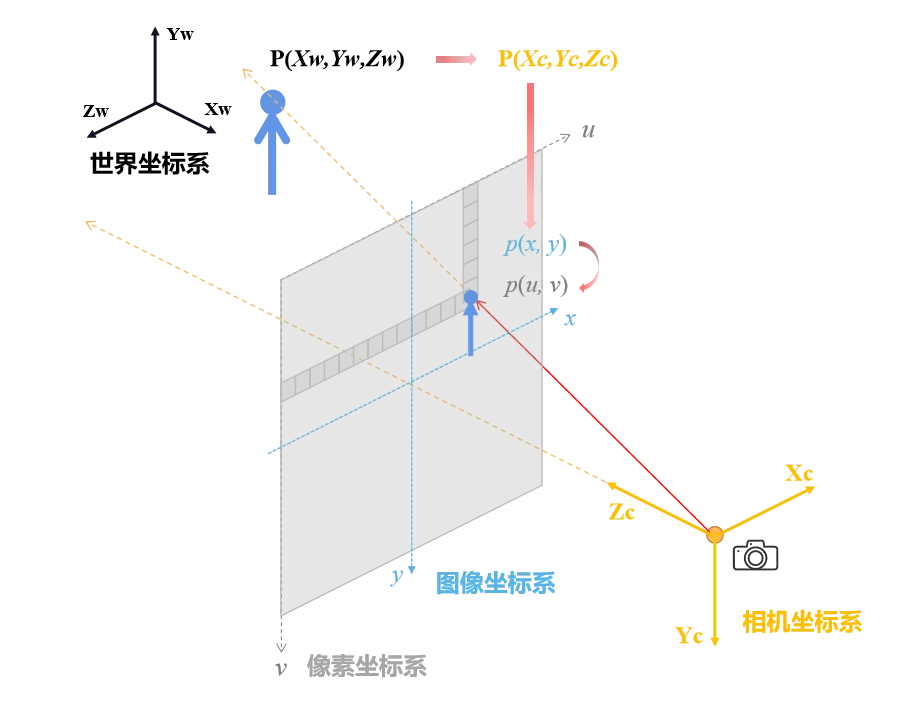 Yw
P(Xw,Yw,Zw)
P(Xc,Yc,Zc)
Zw
Xw
世界坐标系
u
p(x, y)
p(u, v)
x
Xc
Zc
y
图像坐标系
相机坐标系
Yc
v
像素坐标系